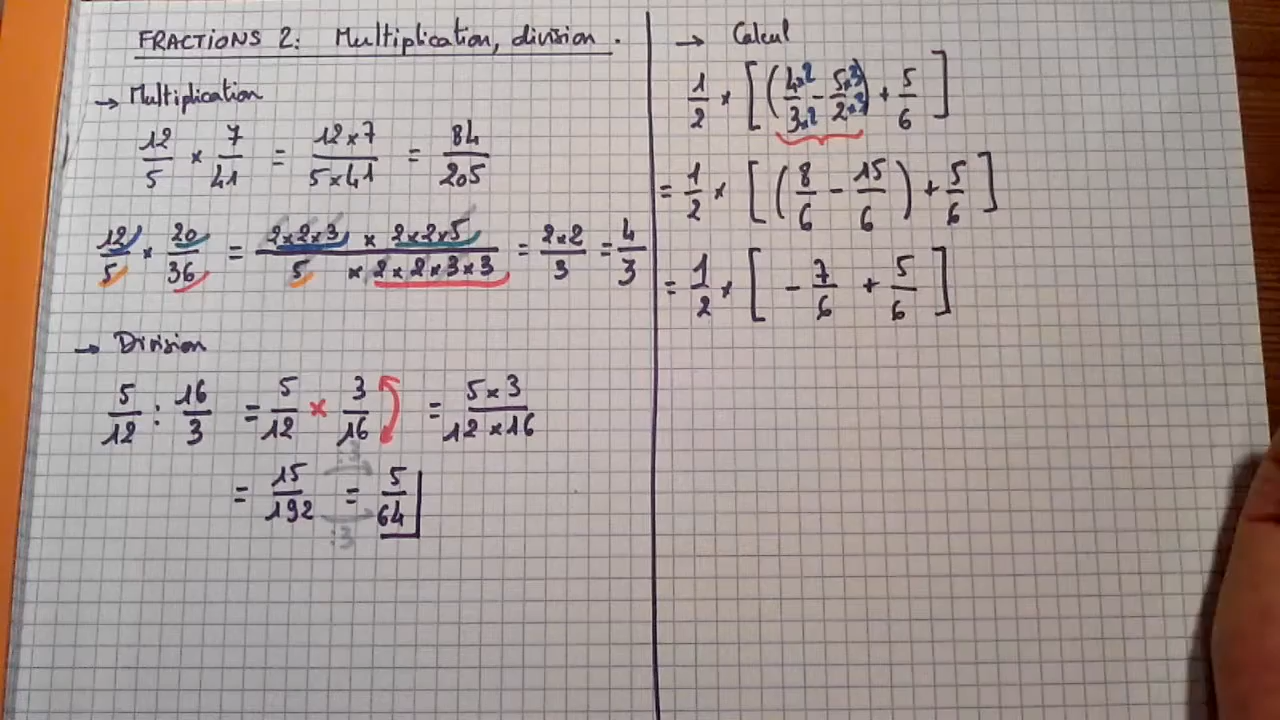 FRACTIONS 2: Multiplication, division.
→ Multiplication
12/5 × 7/41 = 12×7/5×41 = 84/205
12/5 × 20/36 = 2×2×3 × 2×2×5/5 × 2×2×3×3 = 2×2/3 = 4/3
→ Division
5/12 : 16/3 = 5/12 × 3/16 = 5×3/12×16
= 15/192 = 5/64
:3
:3
→ Calcul
1/2 × [(4×2/3×2 - 5×3/2×3) + 5/6]
= 1/2 × [(8/6 - 15/6) + 5/6]
= 1/2 × [-7/6 + 5/6]